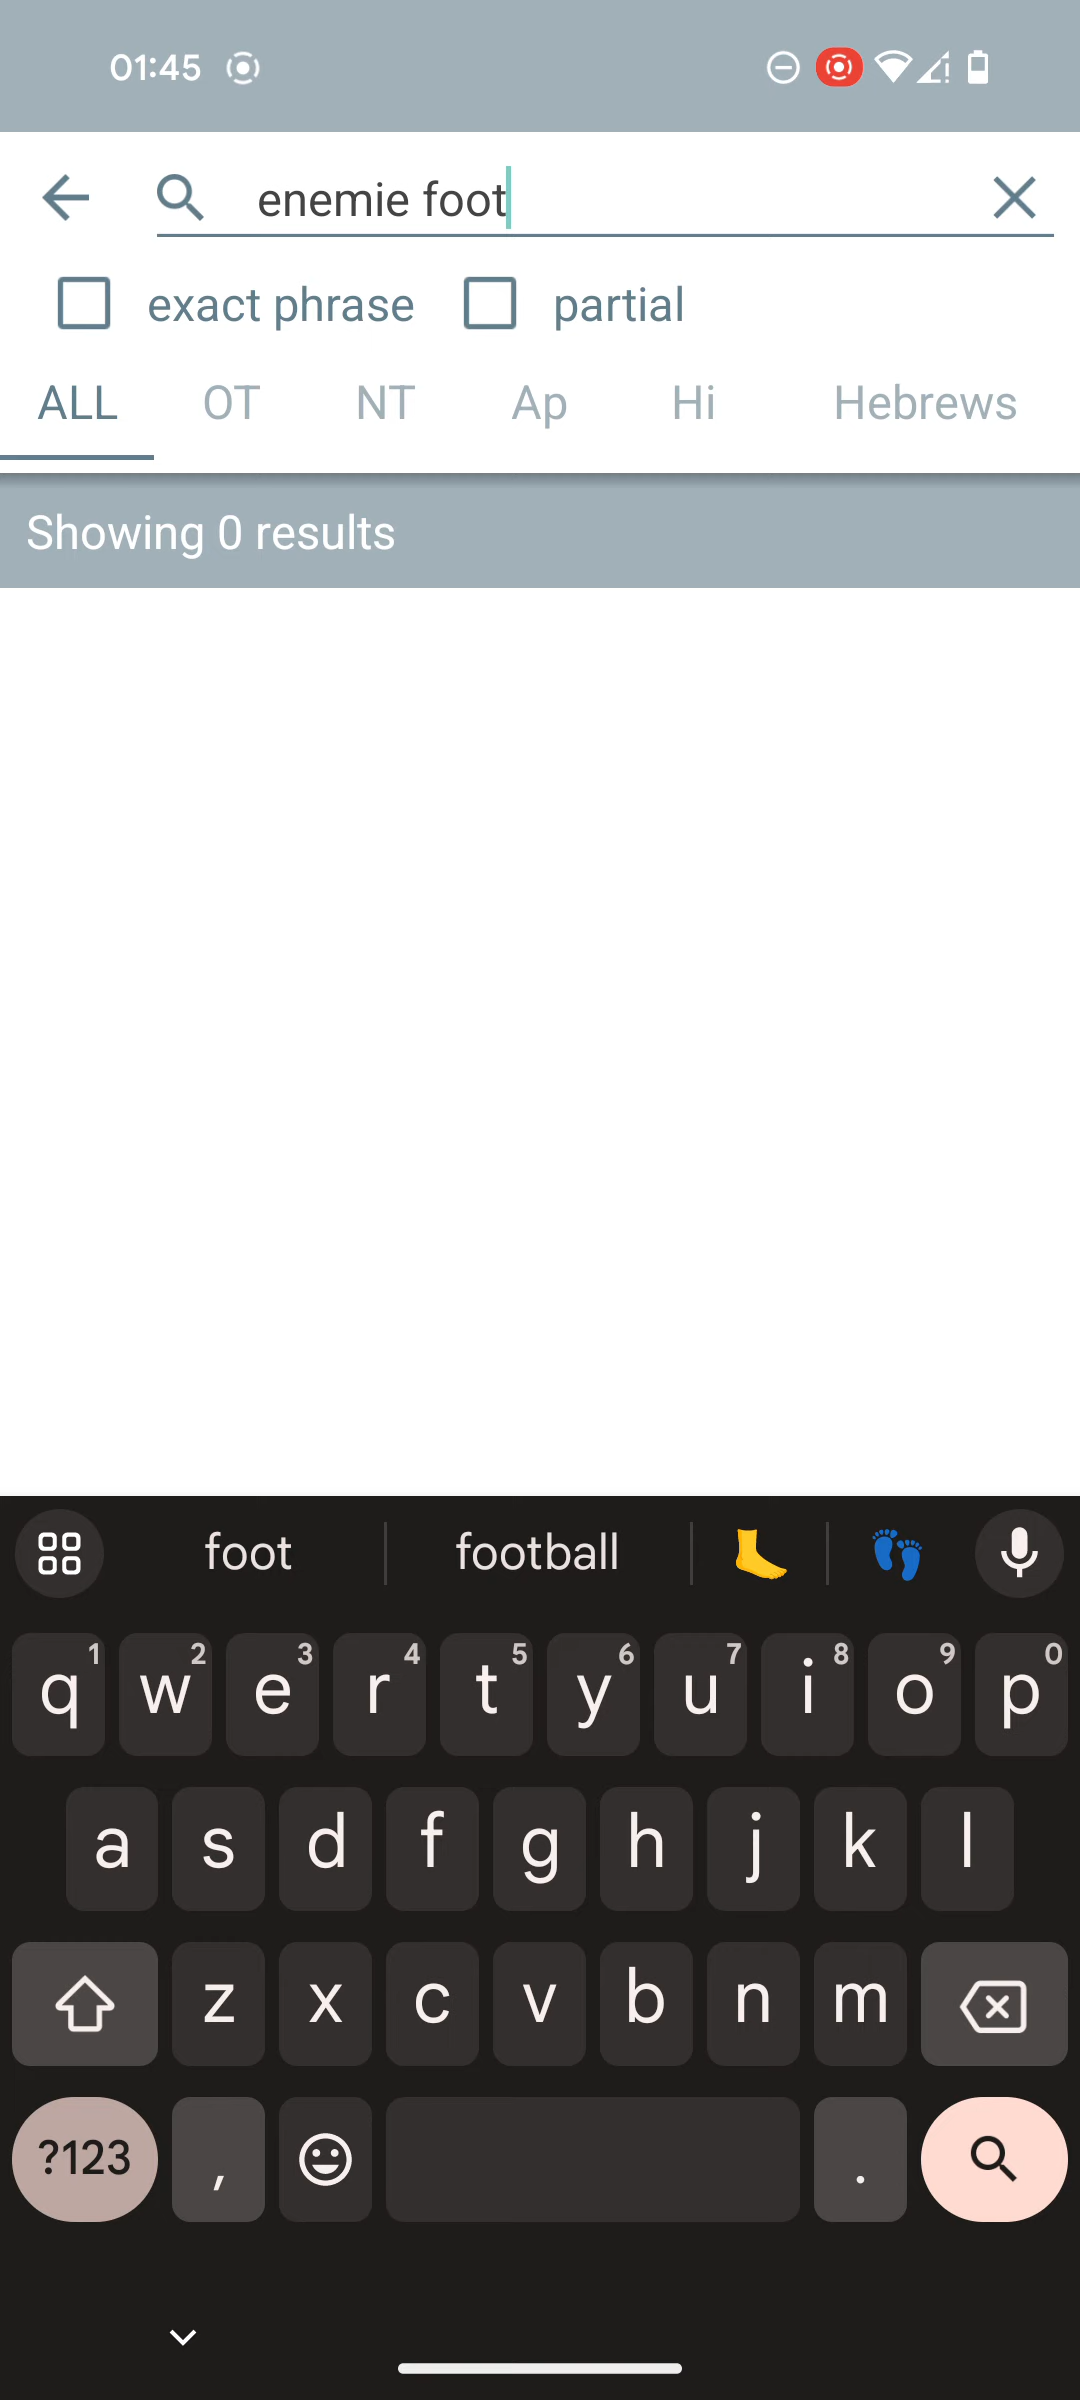 01:45
enemie foot
exact phrase partial
ALL OT NT Ap Hi Hebrews
Showing 0 results
foot football
q1 w2 e3 r4 t5 y6 u7 i8 o9 p0
a s d f g h j k l
z x c v b n m
?123 , .